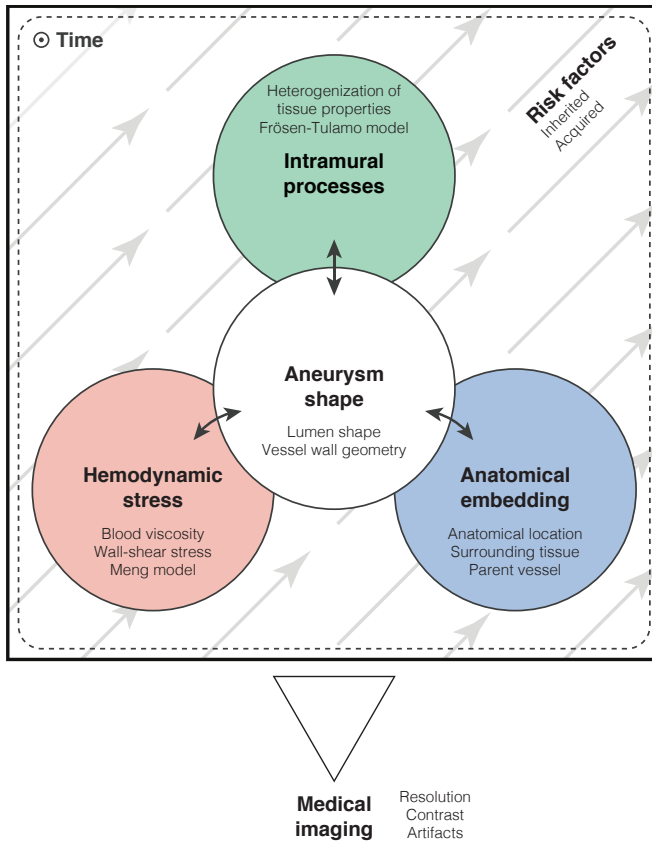 Time
Risk factors
Inherited
Acquired
Heterogenization of
tissue properties
Frösen-Tulamo model
Intramural
processes
Aneurysm
shape
Lumen shape
Vessel wall geometry
Hemodynamic
stress
Blood viscosity
Wall-shear stress
Meng model
Anatomical
embedding
Anatomical location
Surrounding tissue
Parent vessel
Medical
imaging
Resolution
Contrast
Artifacts